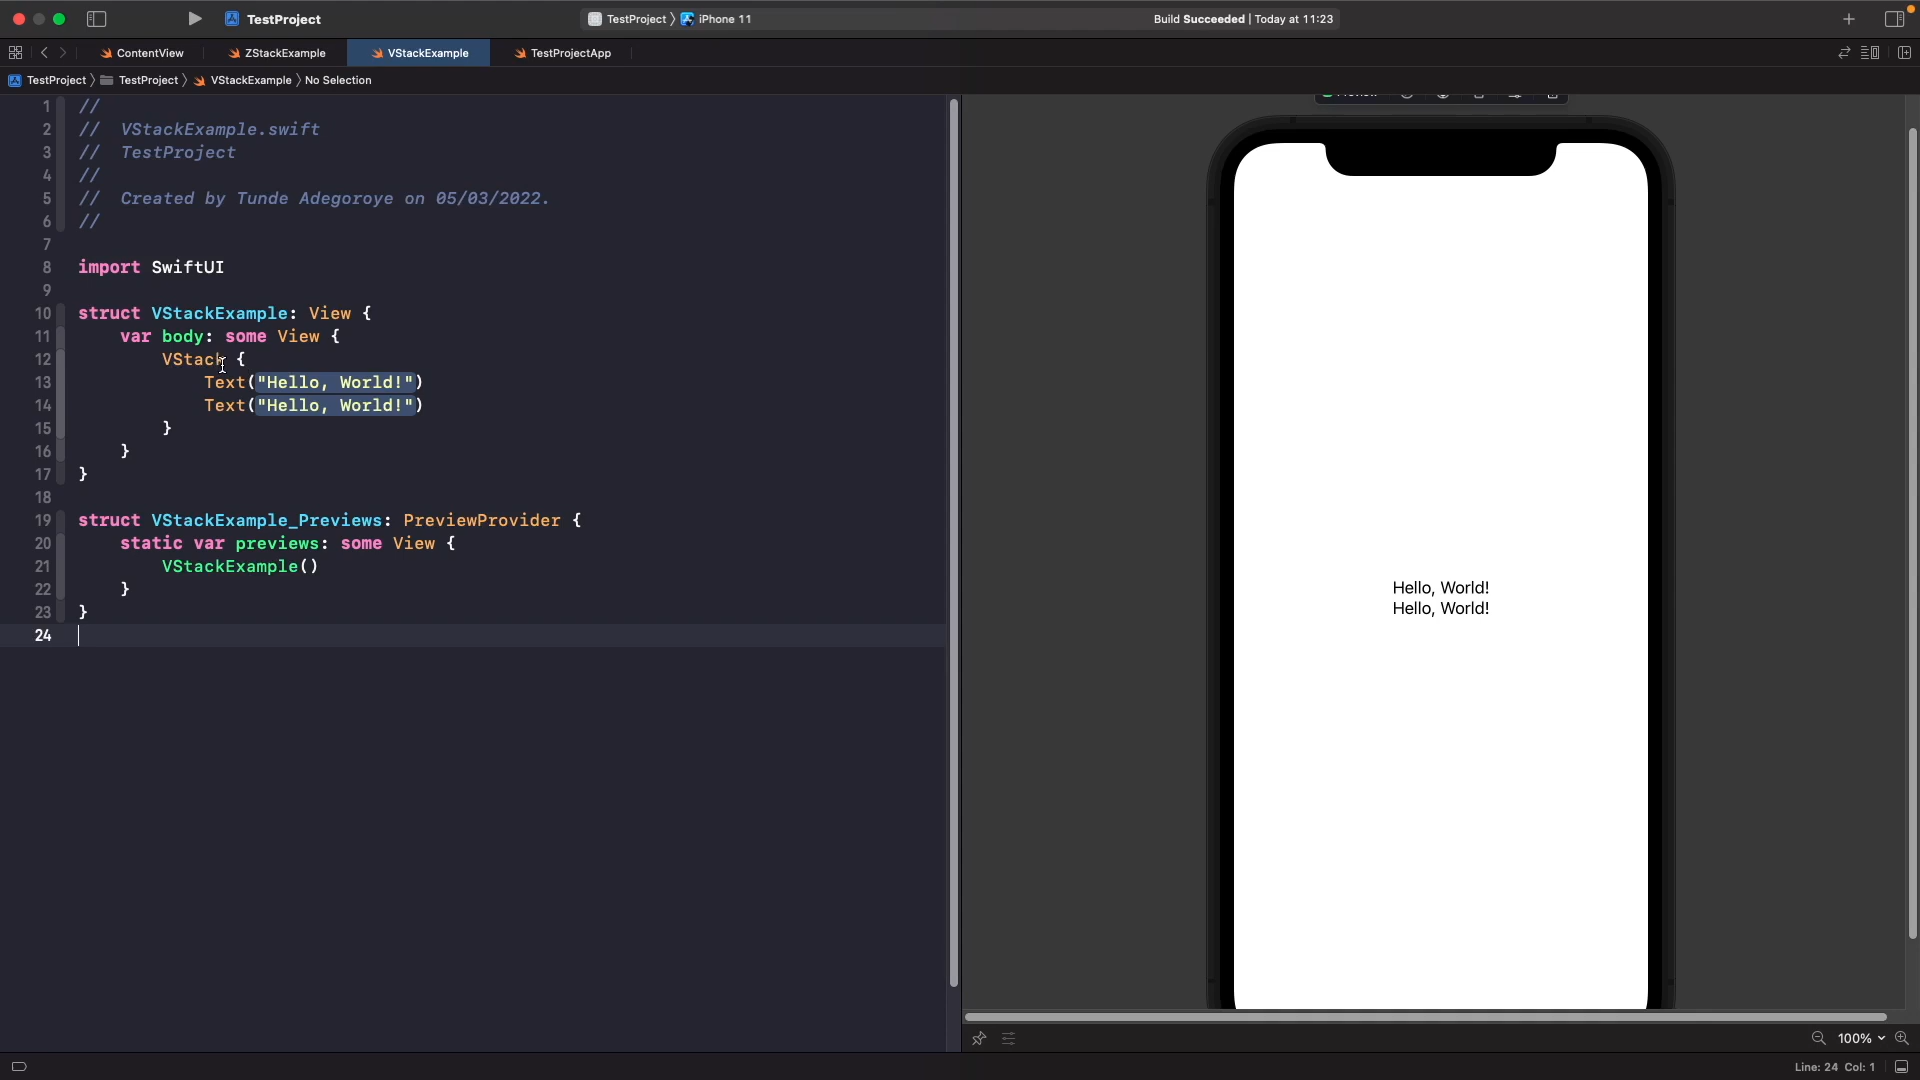 TestProject
TestProject 〉 iPhone 11
Build Succeeded | Today at 11:23
ContentView
ZStackExample
VStackExample
TestProjectApp
TestProject 〉 TestProject 〉 VStackExample 〉 No Selection
1 //
2 //  VStackExample.swift
3 //  TestProject
4 //
5 //  Created by Tunde Adegoroye on 05/03/2022.
6 //
7
8 import SwiftUI
9
10 struct VStackExample: View {
11     var body: some View {
12         VStack {
13             Text("Hello, World!")
14             Text("Hello, World!")
15         }
16     }
17 }
18
19 struct VStackExample_Previews: PreviewProvider {
20     static var previews: some View {
21         VStackExample()
22     }
23 }
24
Hello, World!
Hello, World!
100%
Line: 24 Col: 1